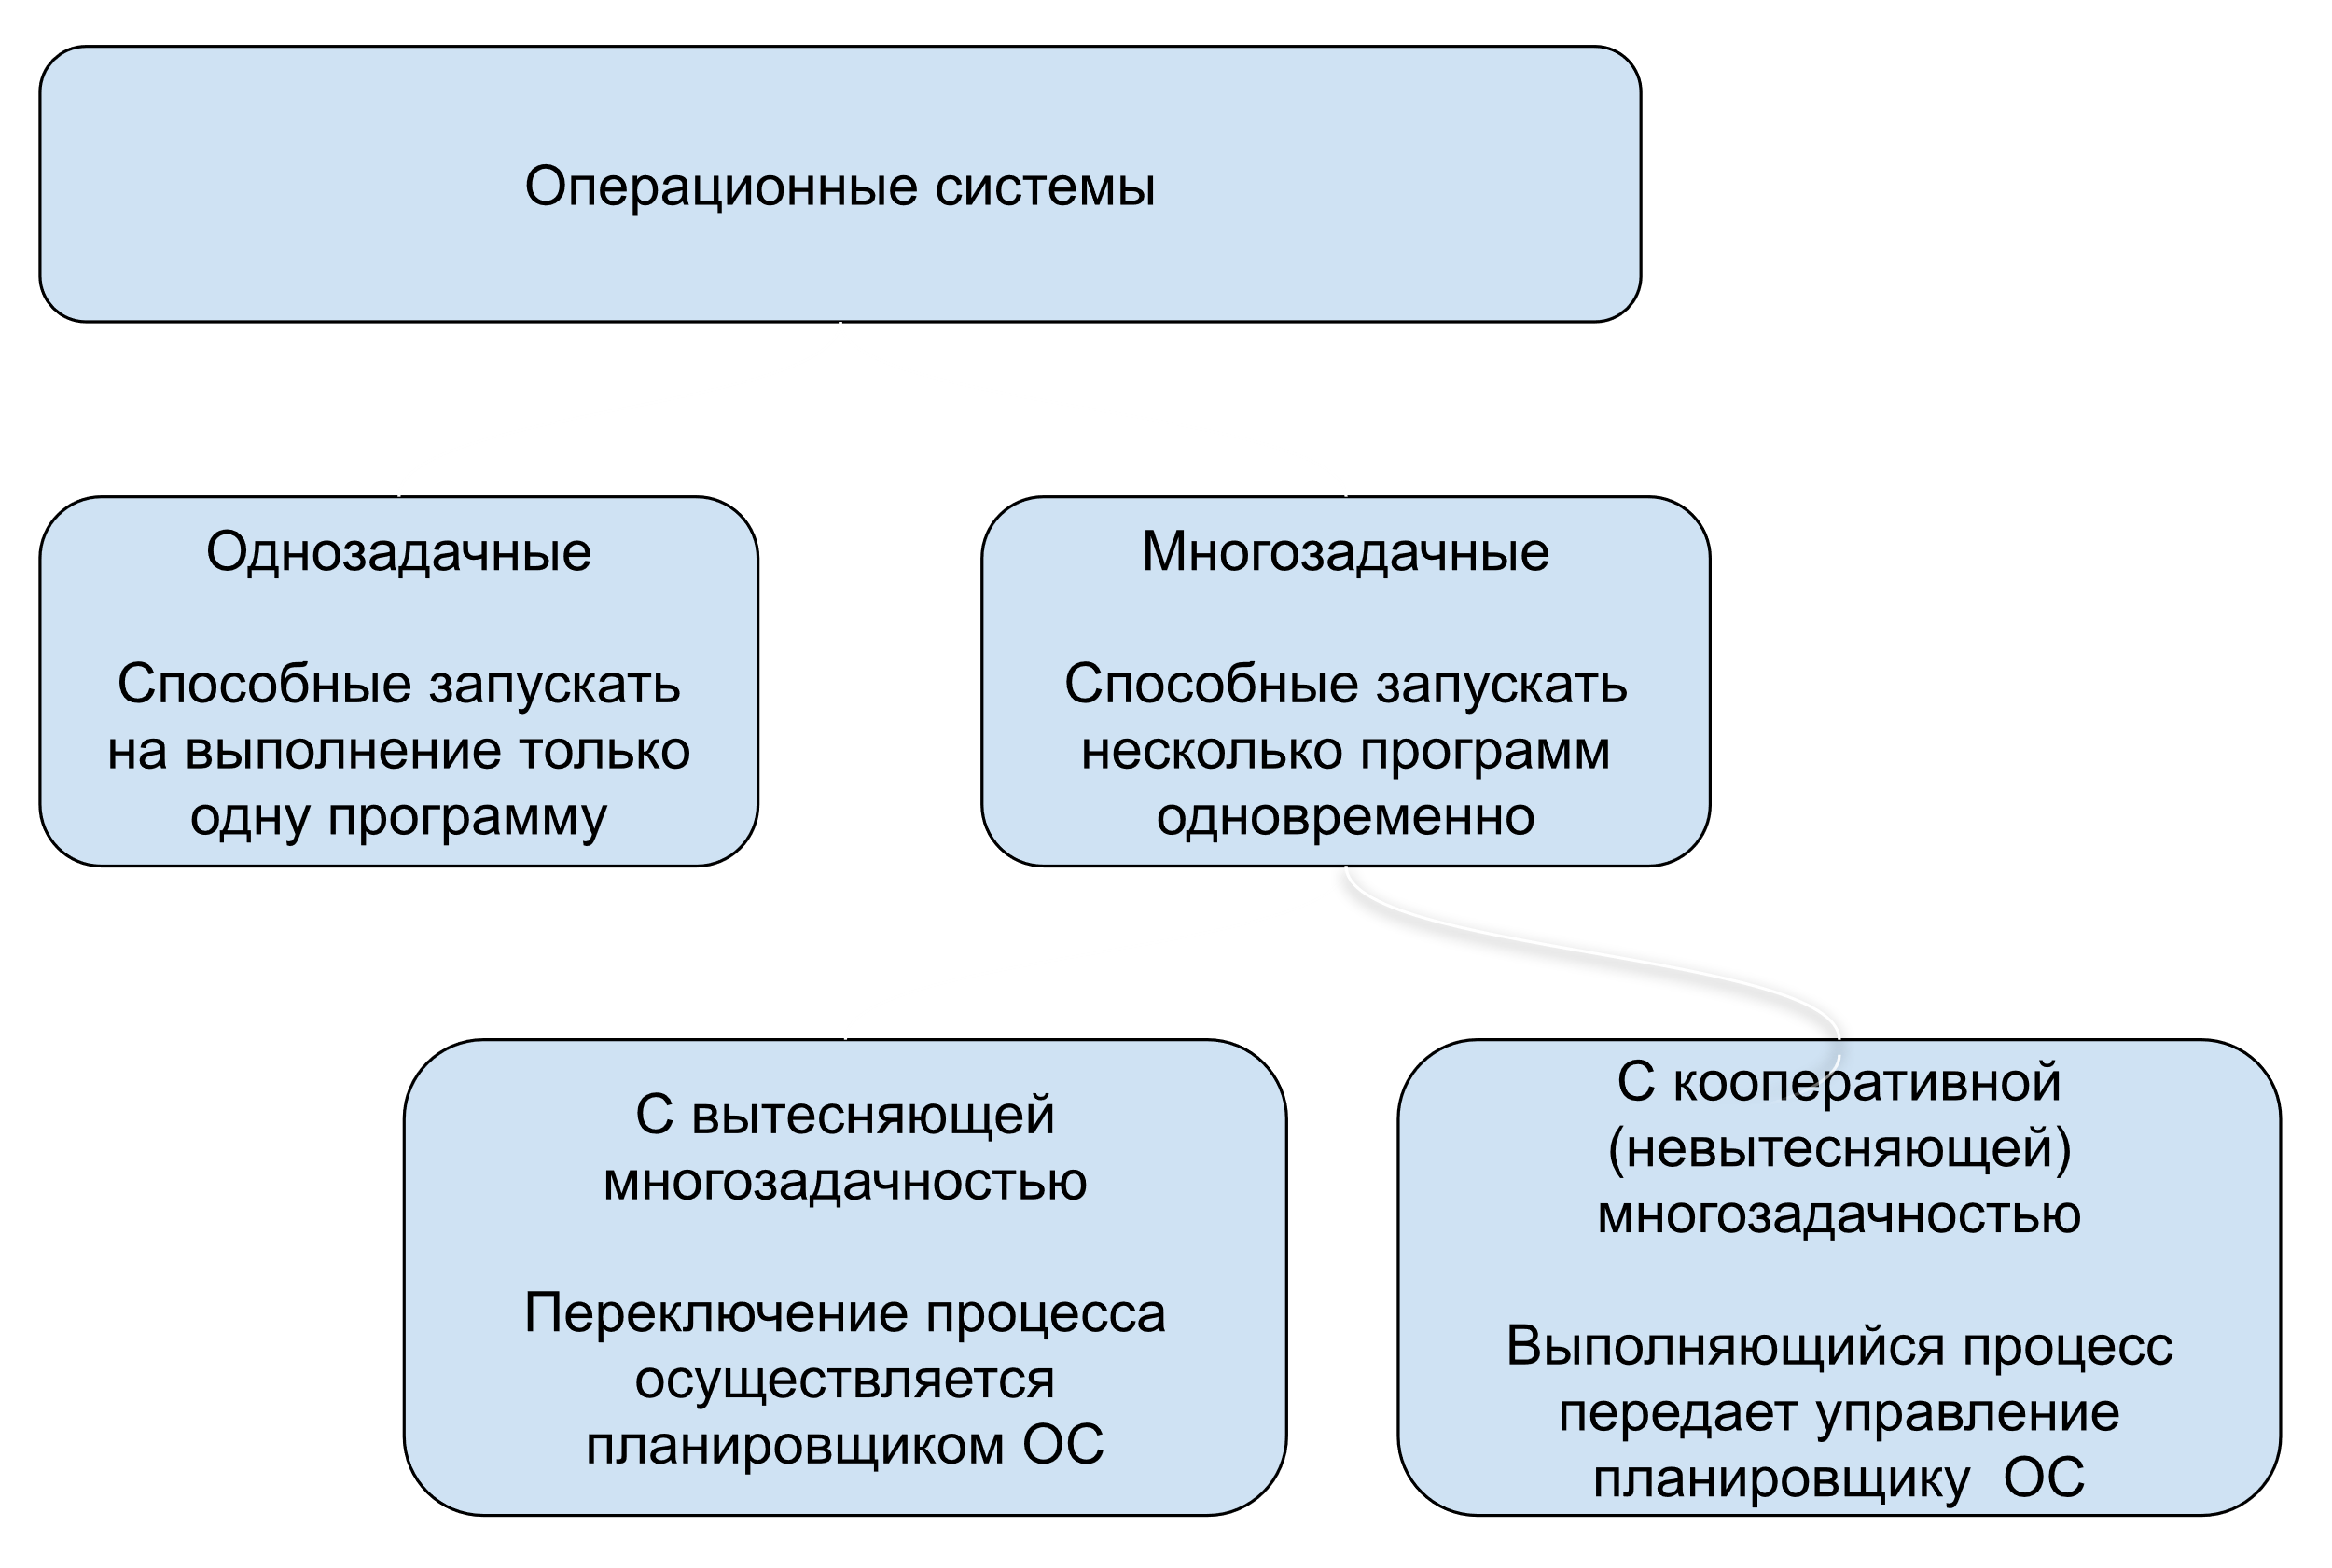 Операционные системы
Однозадачные
Способные запускать
на выполнение только
одну программу
Многозадачные
Способные запускать
несколько программ
одновременно
С вытесняющей
многозадачностью
Переключение процесса
осуществляется
планировщиком ОС
С кооперативной
(невытесняющей)
многозадачностью
Выполняющийся процесс
передает управление
планировщику  ОС